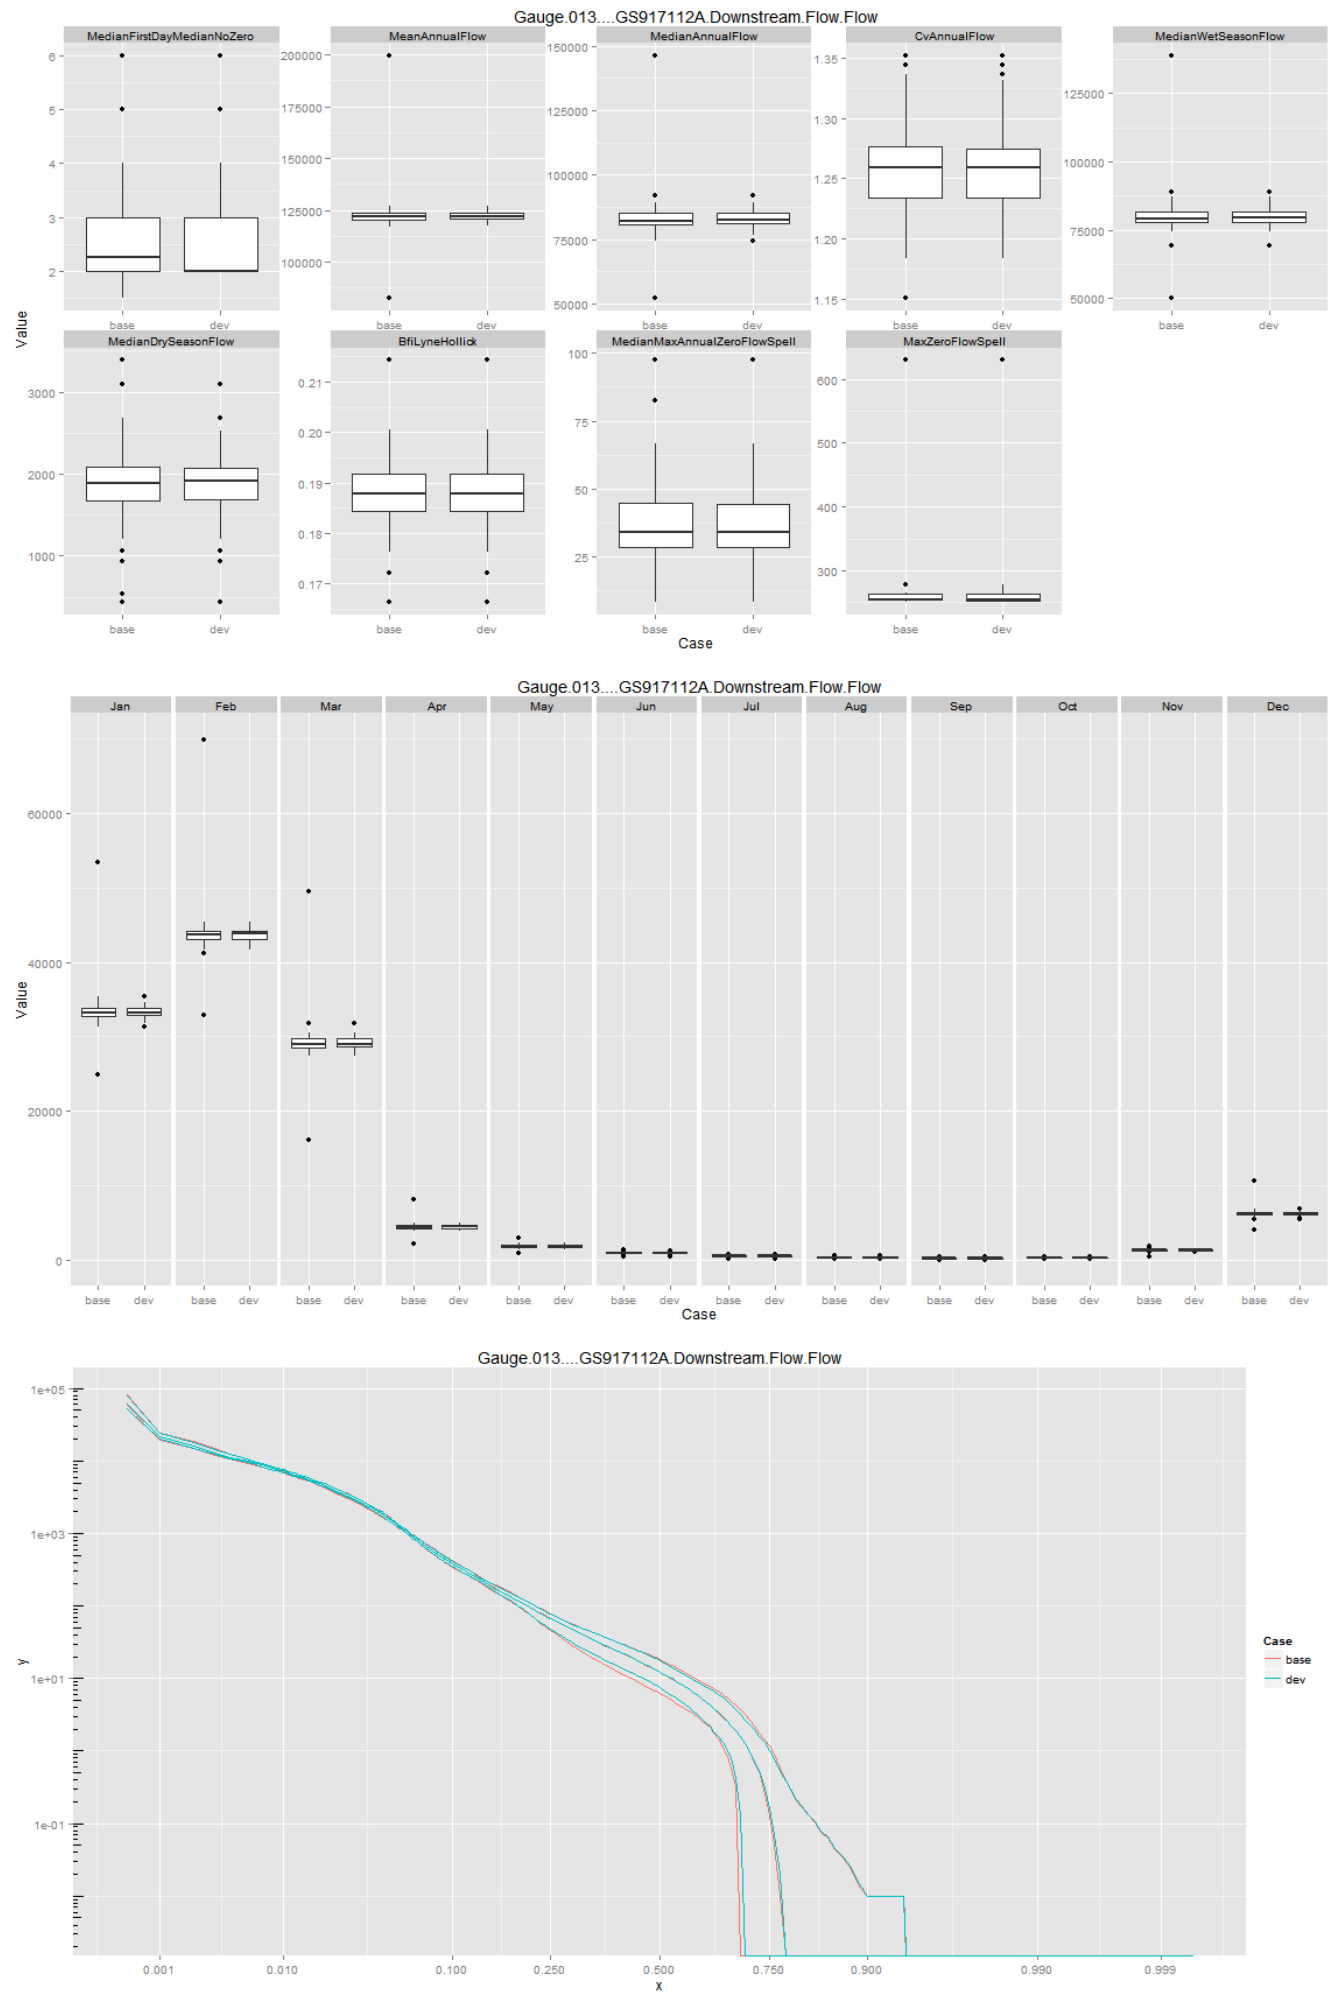 Gauge.013....GS917112A.Downstream.Flow.Flow
MedianFirstDayMedianNoZero MeanAnnualFlow MedianAnnualFlow CvAnnualFlow MedianWetSeasonFlow
6
5
4
3
2
200000
175000
150000
125000
100000
150000
125000
100000
75000
50000
1.35
1.30
1.25
1.20
1.15
125000
100000
75000
50000
base dev base dev base dev base dev base dev
Value
MedianDrySeasonFlow BfiLyneHollick MedianMaxAnnualZeroFlowSpell MaxZeroFlowSpell
3000
2000
1000
0.21
0.20
0.19
0.18
0.17
100
75
50
25
600
500
400
300
base dev base dev base dev base dev
Case
Gauge.013....GS917112A.Downstream.Flow.Flow
Jan Feb Mar Apr May Jun Jul Aug Sep Oct Nov Dec
60000
40000
20000
0
Value
base dev base dev base dev base dev base dev base dev base dev base dev base dev base dev base dev base dev
Case
Gauge.013....GS917112A.Downstream.Flow.Flow
1e+05
1e+03
1e+01
1e-01
y
0.001 0.010 0.100 0.250 0.500 0.750 0.900 0.990 0.999
x
Case
base
dev